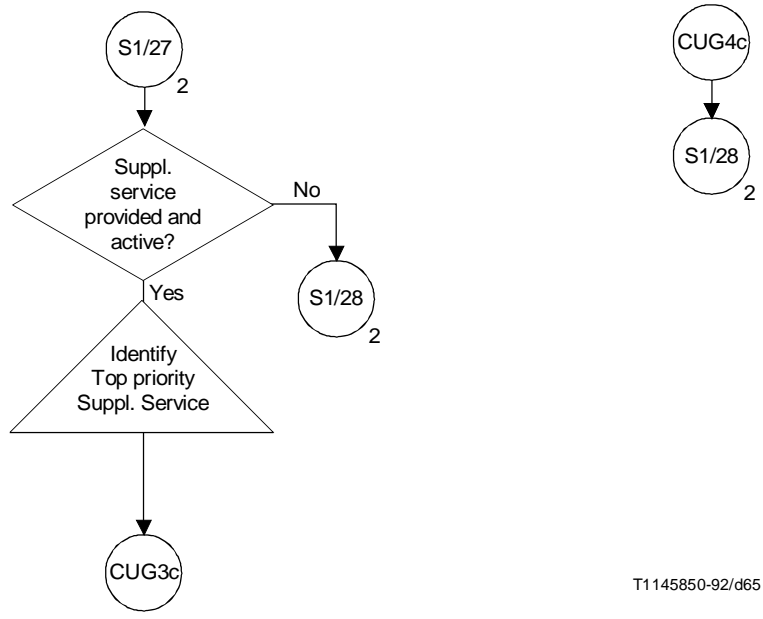 S1/27
2
Suppl.
service
provided and
active?
No
S1/28
2
Yes
Identify
Top priority
Suppl. Service
CUG3c
CUG4c
S1/28
2
T1145850-92/d65